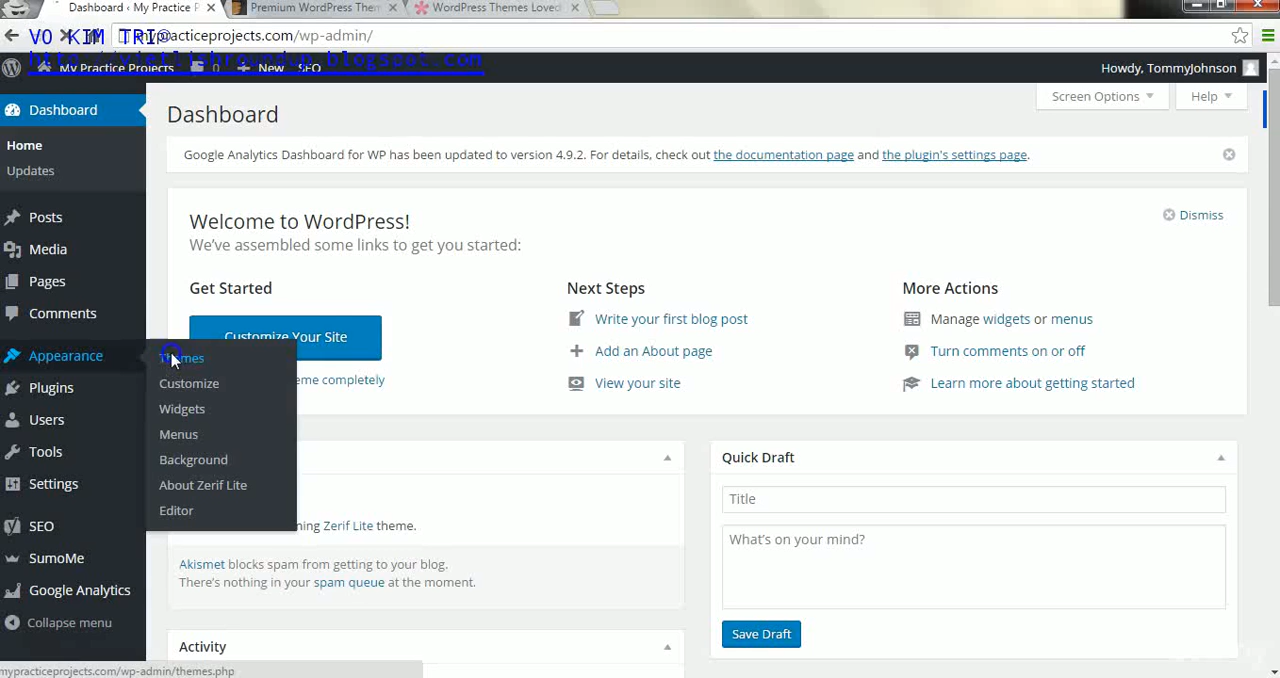 Dashboard ‹ My Practice P
Premium WordPress Them
WordPress Themes Loved
VO KIM TRI@
mypracticeprojects.com/wp-admin/
http://vietlishroundup.blogspot.com
My Practice Projects 0 New SEO
Howdy, TommyJohnson
Dashboard
Home
Updates
Posts
Media
Pages
Comments
Appearance
Plugins
Users
Tools
Settings
SEO
SumoMe
Google Analytics
Collapse menu
Themes
Customize
Widgets
Menus
Background
About Zerif Lite
Editor
Screen Options
Help
Dashboard
Google Analytics Dashboard for WP has been updated to version 4.9.2. For details, check out the documentation page and the plugin's settings page.
Welcome to WordPress!
Dismiss
We've assembled some links to get you started:
Get Started
Customize Your Site
eme completely
Next Steps
Write your first blog post
Add an About page
View your site
More Actions
Manage widgets or menus
Turn comments on or off
Learn more about getting started
ning Zerif Lite theme.
Akismet blocks spam from getting to your blog.
There's nothing in your spam queue at the moment.
Activity
Quick Draft
Title
What's on your mind?
Save Draft
mypracticeprojects.com/wp-admin/themes.php